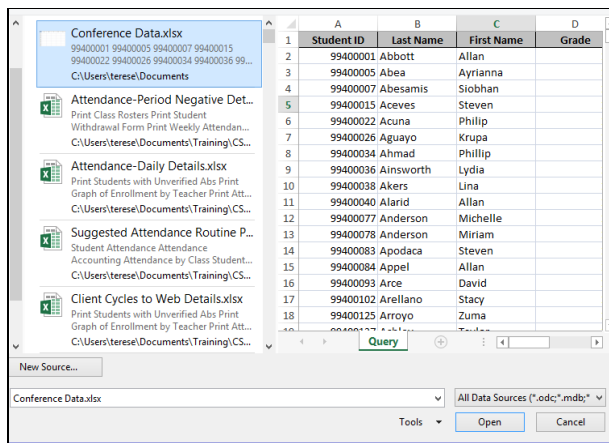 Conference Data.xlsx
99400001 99400005 99400007 99400015
99400022 99400026 99400034 99400036 99...
C:\Users\terese\Documents
Attendance-Period Negative Det...
Print Class Rosters Print Student
Withdrawal Form Print Weekly Attendan...
C:\Users\terese\Documents\Training\CS...
Attendance-Daily Details.xlsx
Print Students with Unverified Abs Print
Graph of Enrollment by Teacher Print Att...
C:\Users\terese\Documents\Training\CS...
Suggested Attendance Routine P...
Student Attendance Attendance
Accounting Attendance by Class Student...
C:\Users\terese\Documents\Training\CS...
Client Cycles to Web Details.xlsx
Print Students with Unverified Abs Print
Graph of Enrollment by Teacher Print Att...
C:\Users\terese\Documents\Training\CS...
A B C D
1 Student ID Last Name First Name Grade
2 99400001 Abbott Allan
3 99400005 Abea Ayrianna
4 99400007 Abesamis Siobhan
5 99400015 Aceves Steven
6 99400022 Acuna Philip
7 99400026 Aguayo Krupa
8 99400034 Ahmad Phillip
9 99400036 Ainsworth Lydia
10 99400038 Akers Lina
11 99400040 Alarid Allan
12 99400077 Anderson Michelle
13 99400078 Anderson Miriam
14 99400083 Apodaca Steven
15 99400084 Appel Allan
16 99400093 Arce David
17 99400102 Arellano Stacy
18 99400125 Arroyo Zuma
19 99400127 Ashley Taylor
Query
New Source...
Conference Data.xlsx
All Data Sources (*.odc;*.mdb;*
Tools Open Cancel